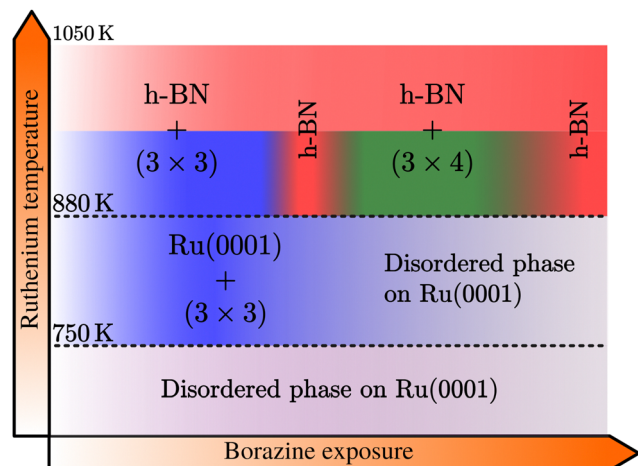 1050 K
h-BN
+
(3 × 3)
h-BN
h-BN
+
(3 × 4)
h-BN
880 K
Ru(0001)
+
(3 × 3)
Disordered phase
on Ru(0001)
750 K
Disordered phase on Ru(0001)
Ruthenium temperature
Borazine exposure